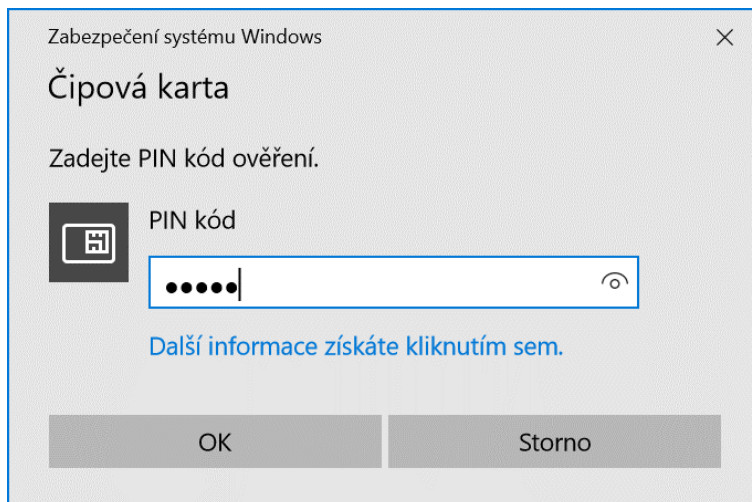 Zabezpečení systému Windows
Čipová karta
Zadejte PIN kód ověření.
PIN kód
●●●●●
Další informace získáte kliknutím sem.
OK
Storno